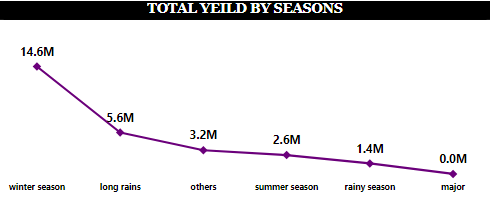 TOTAL YEILD BY SEASONS
14.6M
5.6M
3.2M
2.6M
1.4M
0.0M
winter season long rains others summer season rainy season major